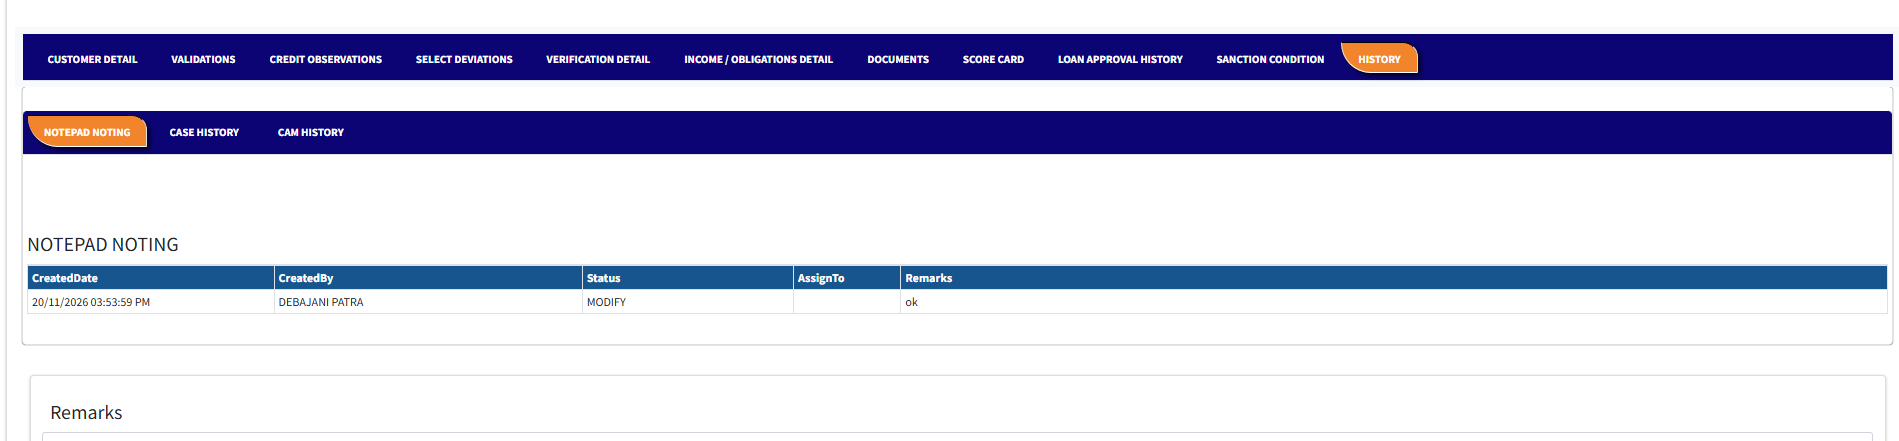 CUSTOMER DETAIL VALIDATIONS CREDIT OBSERVATIONS SELECT DEVIATIONS VERIFICATION DETAIL INCOME / OBLIGATIONS DETAIL DOCUMENTS SCORE CARD LOAN APPROVAL HISTORY SANCTION CONDITION HISTORY
NOTEPAD NOTING CASE HISTORY CAM HISTORY
NOTEPAD NOTING
CreatedDate CreatedBy Status AssignTo Remarks
20/11/2026 03:53:59 PM DEBAJANI PATRA MODIFY ok
Remarks